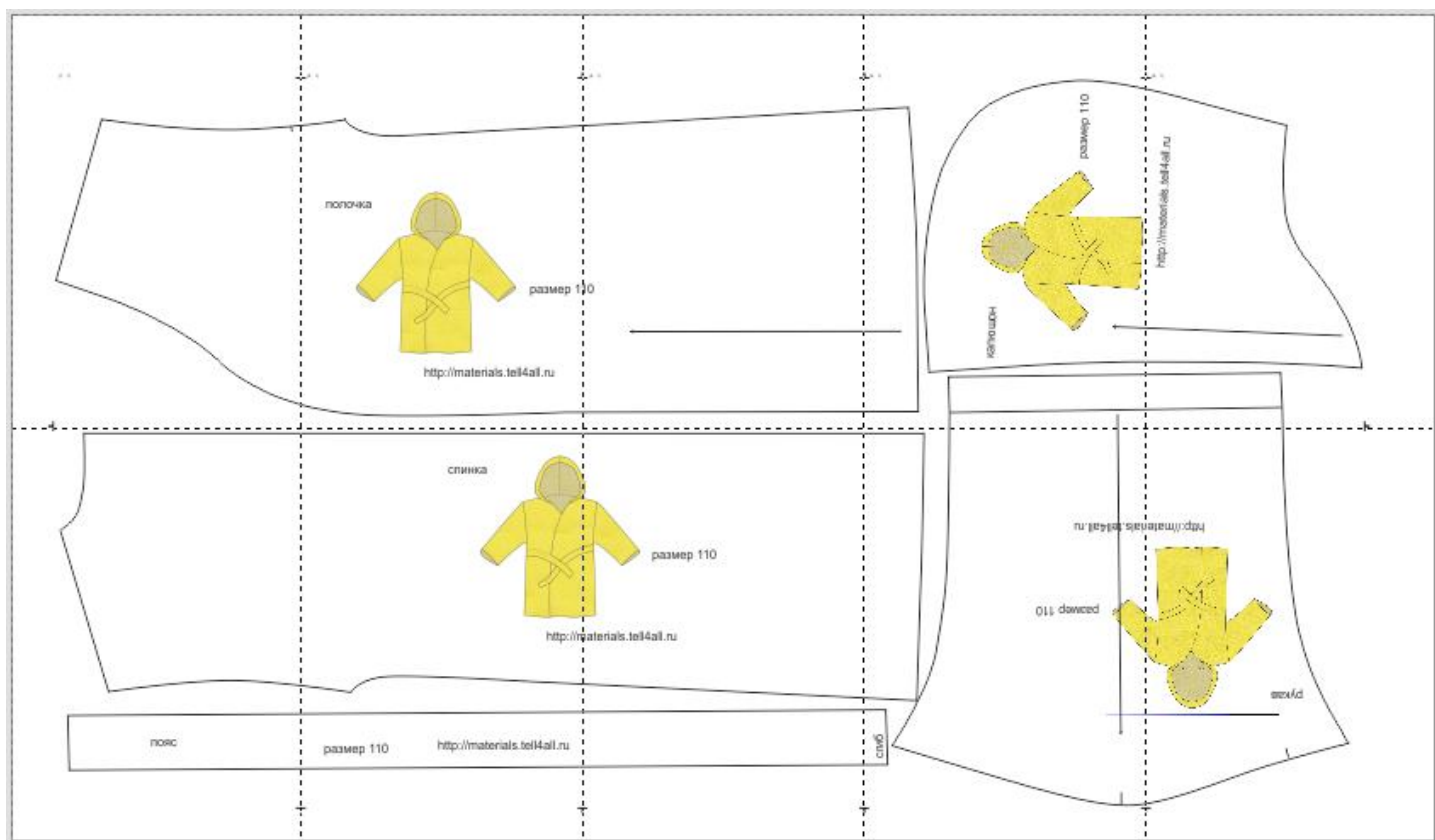 полочка
размер 110
http://materials.tell4all.ru
размер 110
http://materials.tell4all.ru
капюшон
спинка
размер 110
http://materials.tell4all.ru
http://materials.tell4all.ru
размер 110
рукав
пояс
размер 110
http://materials.tell4all.ru
сгиб